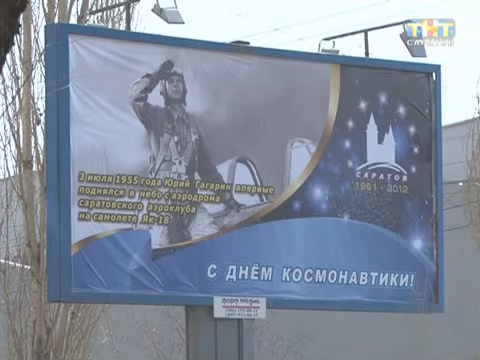 ТНТ
САРАТОВ
3 июля 1955 года Юрий Гагарин впервые
поднялся в небо с аэродрома
саратовского аэроклуба
на самолете Як-18
САРАТОВ
1961 - 2012
С ДНЁМ КОСМОНАВТИКИ!